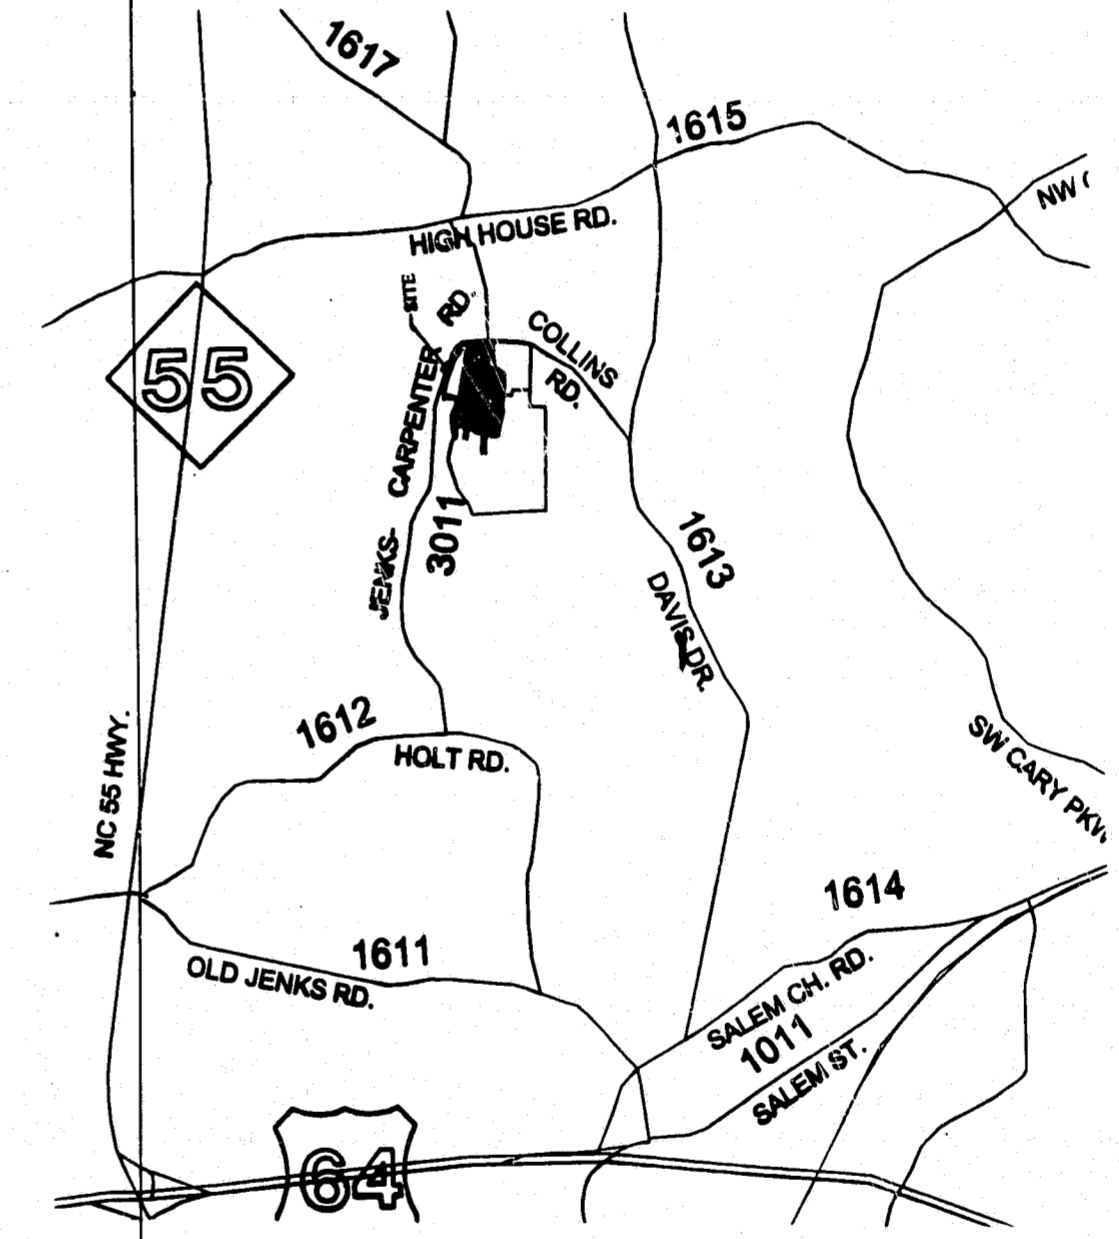 1617
1615
NW
HIGH HOUSE RD.
SITE
RD.
COLLINS
RD.
55
CARPENTER
JENKS-
3011
1613
DAVIS DR.
1612
HOLT RD.
NC 55 HWY.
SW CARY PKW
1614
1611
OLD JENKS RD.
SALEM CH. RD.
1011
SALEM ST.
64